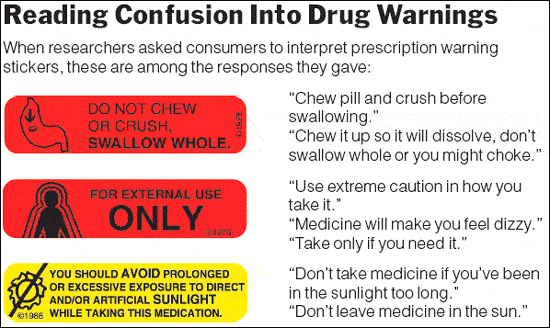 Reading Confusion Into Drug Warnings
When researchers asked consumers to interpret prescription warning
stickers, these are among the responses they gave:
DO NOT CHEW
OR CRUSH,
SWALLOW WHOLE.
©1978
“Chew pill and crush before
swallowing.”
“Chew it up so it will dissolve, don’t
swallow whole or you might choke.”
FOR EXTERNAL USE
ONLY
“Use extreme caution in how you
take it.”
“Medicine will make you feel dizzy.”
“Take only if you need it.”
YOU SHOULD AVOID PROLONGED
OR EXCESSIVE EXPOSURE TO DIRECT
AND/OR ARTIFICIAL SUNLIGHT
WHILE TAKING THIS MEDICATION.
©1986
“Don’t take medicine if you’ve been
in the sunlight too long.”
“Don’t leave medicine in the sun.”